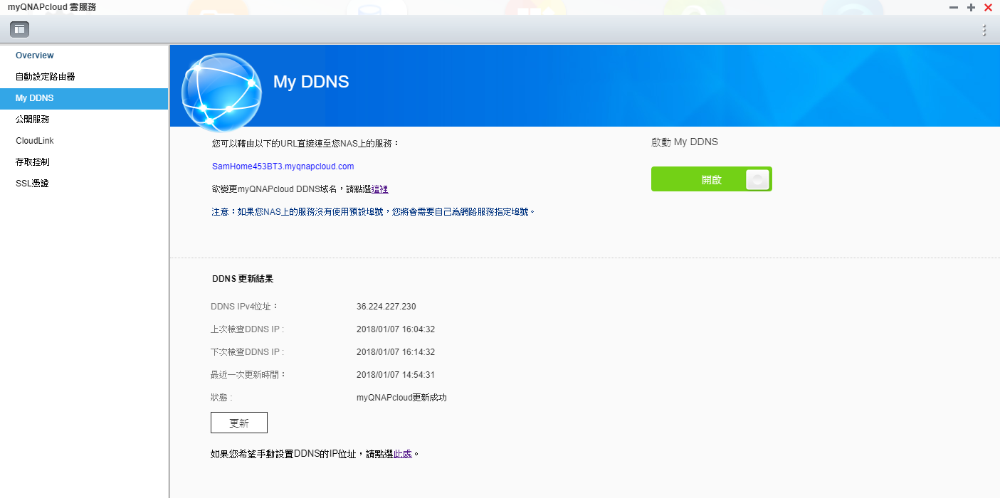 myQNAPcloud 雲服務
Overview
自動設定路由器
My DDNS
公開服務
CloudLink
存取控制
SSL憑證
My DDNS
您可以藉由以下的URL直接連至您NAS上的服務：
SamHome453BT3.myqnapcloud.com
欲變更myQNAPcloud DDNS域名，請點選這裡
注意：如果您NAS上的服務沒有使用預設埠號，您將會需要自己為網路服務指定埠號。
啟動 My DDNS
開啟
DDNS 更新結果
DDNS IPv4位址： 36.224.227.230
上次檢查DDNS IP : 2018/01/07 16:04:32
下次檢查DDNS IP : 2018/01/07 16:14:32
最近一次更新時間： 2018/01/07 14:54:31
狀態 : myQNAPcloud更新成功
更新
如果您希望手動設置DDNS的IP位址，請點選此處。